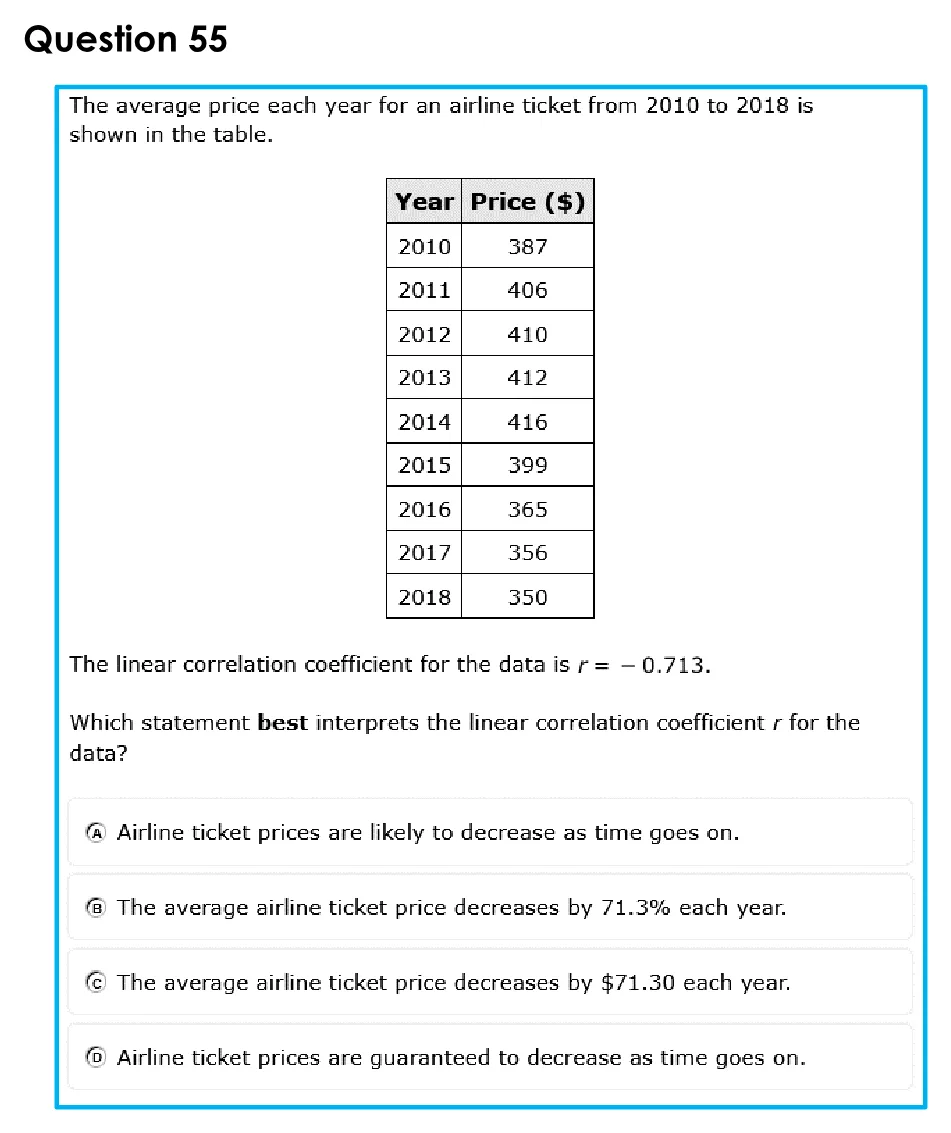 Question 55
The average price each year for an airline ticket from 2010 to 2018 is
shown in the table.
Year Price ($)
2010 387
2011 406
2012 410
2013 412
2014 416
2015 399
2016 365
2017 356
2018 350
The linear correlation coefficient for the data is r = − 0.713.
Which statement best interprets the linear correlation coefficient r for the
data?
Ⓐ Airline ticket prices are likely to decrease as time goes on.
Ⓑ The average airline ticket price decreases by 71.3% each year.
Ⓒ The average airline ticket price decreases by $71.30 each year.
Ⓓ Airline ticket prices are guaranteed to decrease as time goes on.